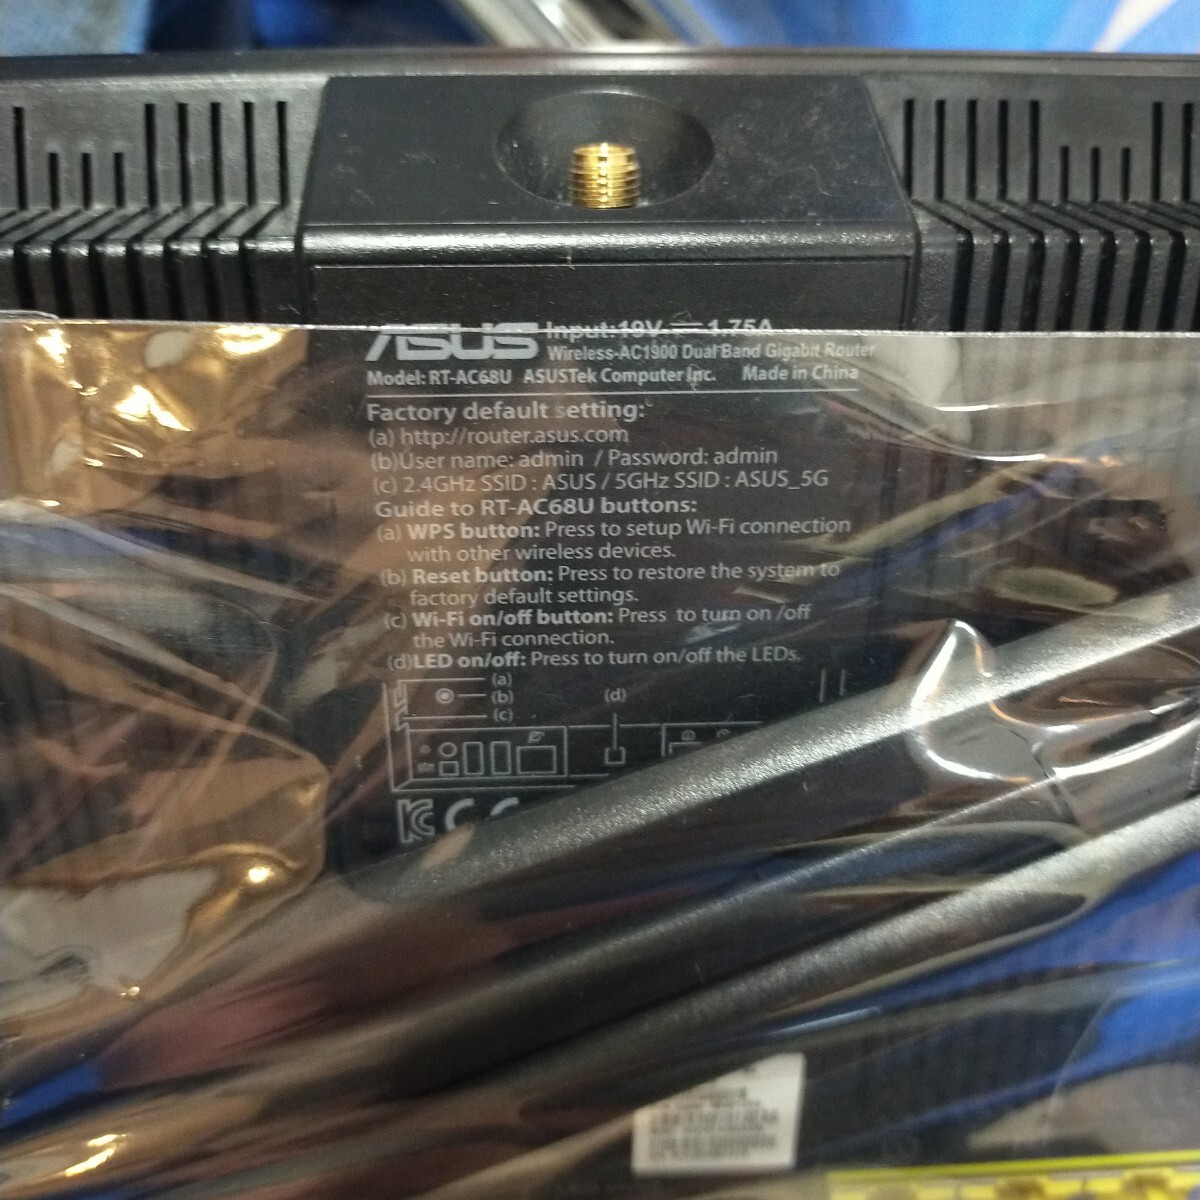 ASUS Input:19V 1.75A
Wireless-AC1900 Dual Band Gigabit Router
Model: RT-AC68U ASUSTek Computer Inc. Made in China
Factory default setting:
(a) http://router.asus.com
(b)User name: admin / Password: admin
(c) 2.4GHz SSID : ASUS / 5GHz SSID : ASUS_5G
Guide to RT-AC68U buttons:
(a) WPS button: Press to setup Wi-Fi connection
with other wireless devices.
(b) Reset button: Press to restore the system to
factory default settings.
(c) Wi-Fi on/off button: Press to turn on /off
the Wi-Fi connection.
(d)LED on/off: Press to turn on/off the LEDs.
(a)
(b) (d)
(c)